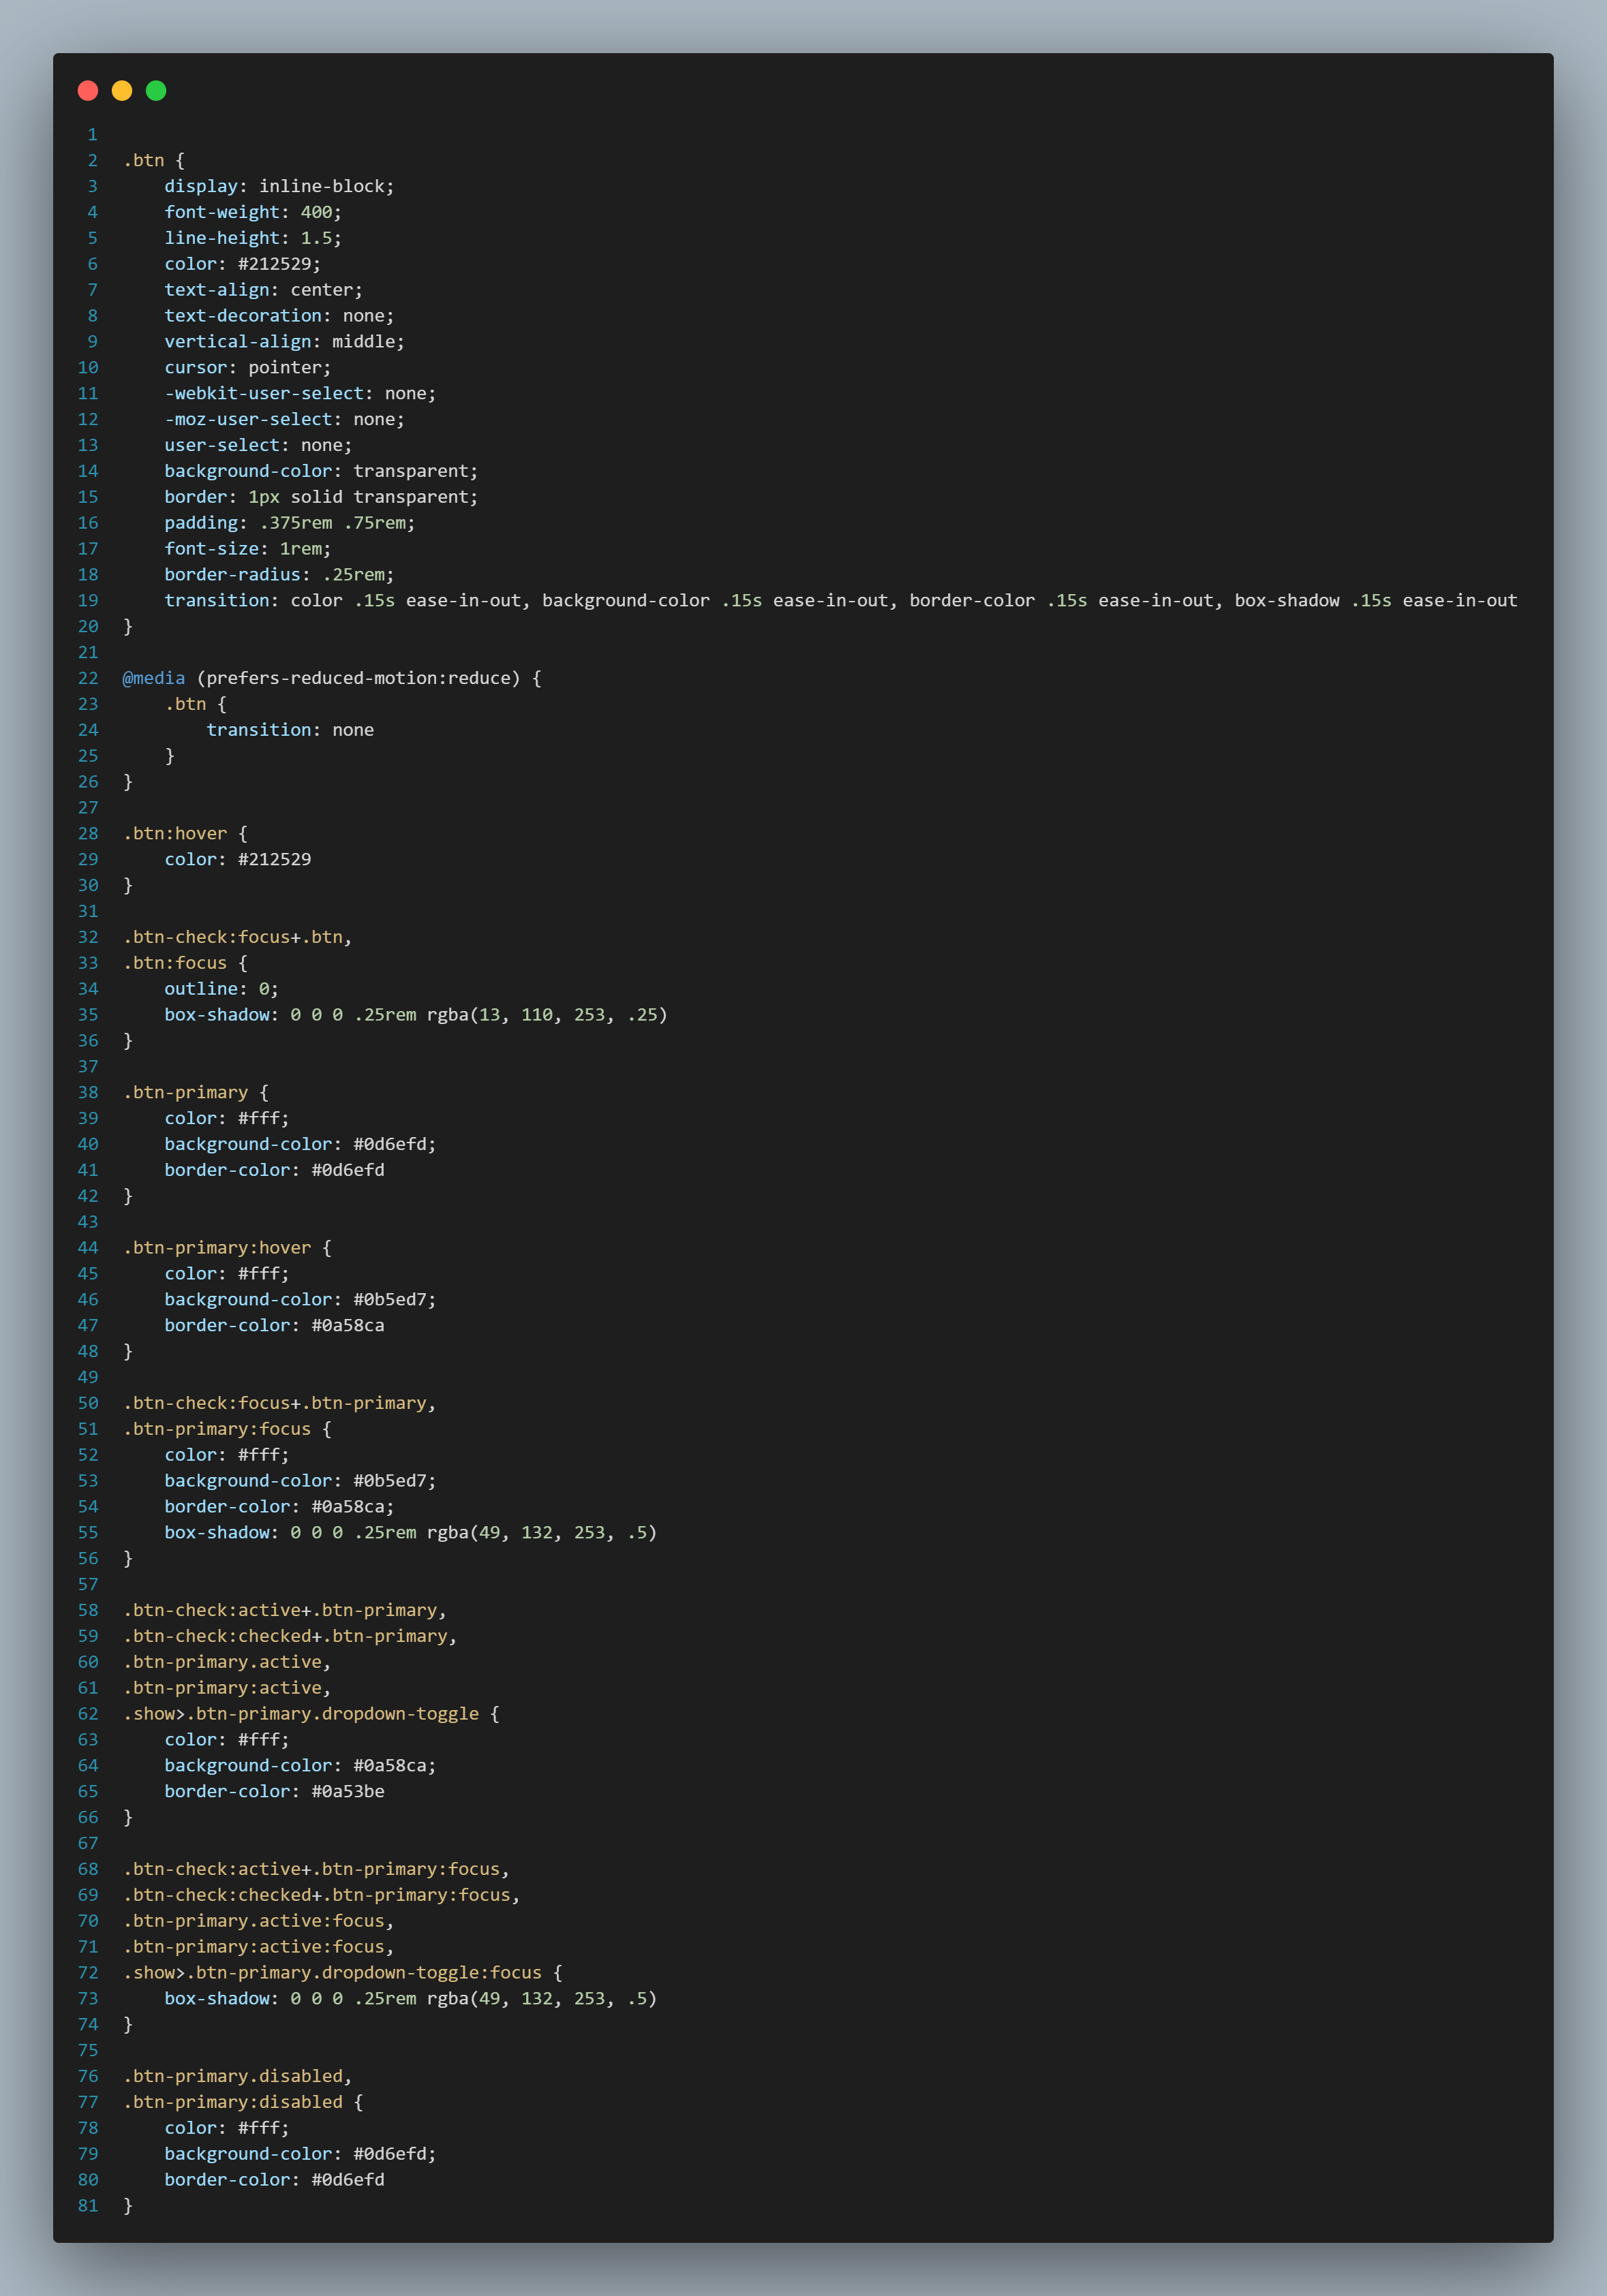 1
2 .btn {
3     display: inline-block;
4     font-weight: 400;
5     line-height: 1.5;
6     color: #212529;
7     text-align: center;
8     text-decoration: none;
9     vertical-align: middle;
10     cursor: pointer;
11     -webkit-user-select: none;
12     -moz-user-select: none;
13     user-select: none;
14     background-color: transparent;
15     border: 1px solid transparent;
16     padding: .375rem .75rem;
17     font-size: 1rem;
18     border-radius: .25rem;
19     transition: color .15s ease-in-out, background-color .15s ease-in-out, border-color .15s ease-in-out, box-shadow .15s ease-in-out
20 }
21
22 @media (prefers-reduced-motion:reduce) {
23     .btn {
24         transition: none
25     }
26 }
27
28 .btn:hover {
29     color: #212529
30 }
31
32 .btn-check:focus+.btn,
33 .btn:focus {
34     outline: 0;
35     box-shadow: 0 0 0 .25rem rgba(13, 110, 253, .25)
36 }
37
38 .btn-primary {
39     color: #fff;
40     background-color: #0d6efd;
41     border-color: #0d6efd
42 }
43
44 .btn-primary:hover {
45     color: #fff;
46     background-color: #0b5ed7;
47     border-color: #0a58ca
48 }
49
50 .btn-check:focus+.btn-primary,
51 .btn-primary:focus {
52     color: #fff;
53     background-color: #0b5ed7;
54     border-color: #0a58ca;
55     box-shadow: 0 0 0 .25rem rgba(49, 132, 253, .5)
56 }
57
58 .btn-check:active+.btn-primary,
59 .btn-check:checked+.btn-primary,
60 .btn-primary.active,
61 .btn-primary:active,
62 .show>.btn-primary.dropdown-toggle {
63     color: #fff;
64     background-color: #0a58ca;
65     border-color: #0a53be
66 }
67
68 .btn-check:active+.btn-primary:focus,
69 .btn-check:checked+.btn-primary:focus,
70 .btn-primary.active:focus,
71 .btn-primary:active:focus,
72 .show>.btn-primary.dropdown-toggle:focus {
73     box-shadow: 0 0 0 .25rem rgba(49, 132, 253, .5)
74 }
75
76 .btn-primary.disabled,
77 .btn-primary:disabled {
78     color: #fff;
79     background-color: #0d6efd;
80     border-color: #0d6efd
81 }